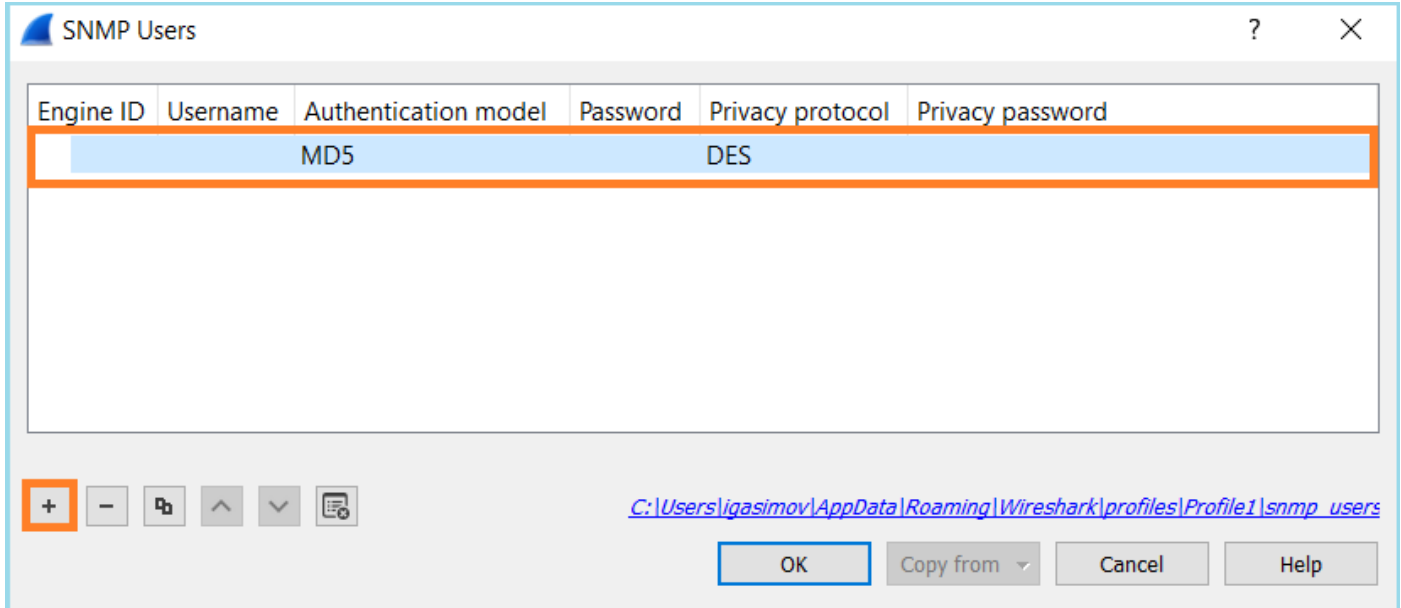 SNMP Users ?
Engine ID Username Authentication model Password Privacy protocol Privacy password
MD5 DES
C:\Users\igasimov\AppData\Roaming\Wireshark\profiles\Profile1\snmp_users
OK Copy from Cancel Help